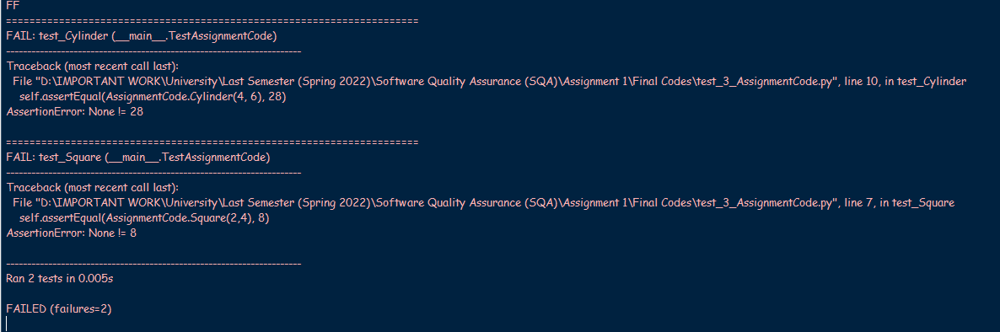 FF
======================================================================
FAIL: test_Cylinder (__main__.TestAssignmentCode)
----------------------------------------------------------------------
Traceback (most recent call last):
  File "D:\IMPORTANT WORK\University\Last Semester (Spring 2022)\Software Quality Assurance (SQA)\Assignment 1\Final Codes\test_3_AssignmentCode.py", line 10, in test_Cylinder
    self.assertEqual(AssignmentCode.Cylinder(4, 6), 28)
AssertionError: None != 28

======================================================================
FAIL: test_Square (__main__.TestAssignmentCode)
----------------------------------------------------------------------
Traceback (most recent call last):
  File "D:\IMPORTANT WORK\University\Last Semester (Spring 2022)\Software Quality Assurance (SQA)\Assignment 1\Final Codes\test_3_AssignmentCode.py", line 7, in test_Square
    self.assertEqual(AssignmentCode.Square(2,4), 8)
AssertionError: None != 8

----------------------------------------------------------------------
Ran 2 tests in 0.005s

FAILED (failures=2)